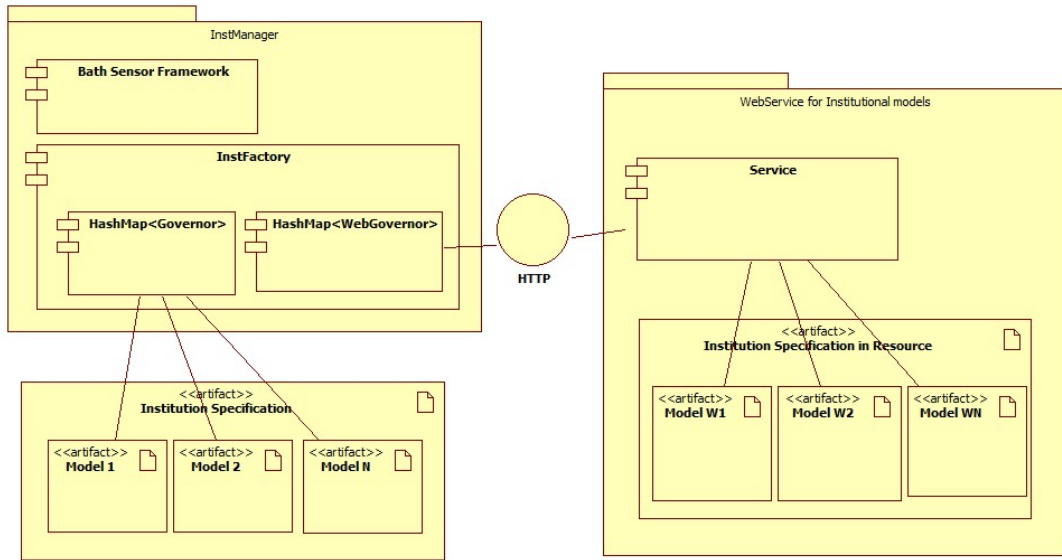 InstManager
Bath Sensor Framework
InstFactory
HashMap<Governor>
HashMap<WebGovernor>
HTTP
<<artifact>>
Institution Specification
<<artifact>>
Model 1
<<artifact>>
Model 2
<<artifact>>
Model N
WebService for Institutional models
Service
<<artifact>>
Institution Specification in Resource
<<artifact>>
Model W1
<<artifact>>
Model W2
<<artifact>>
Model WN